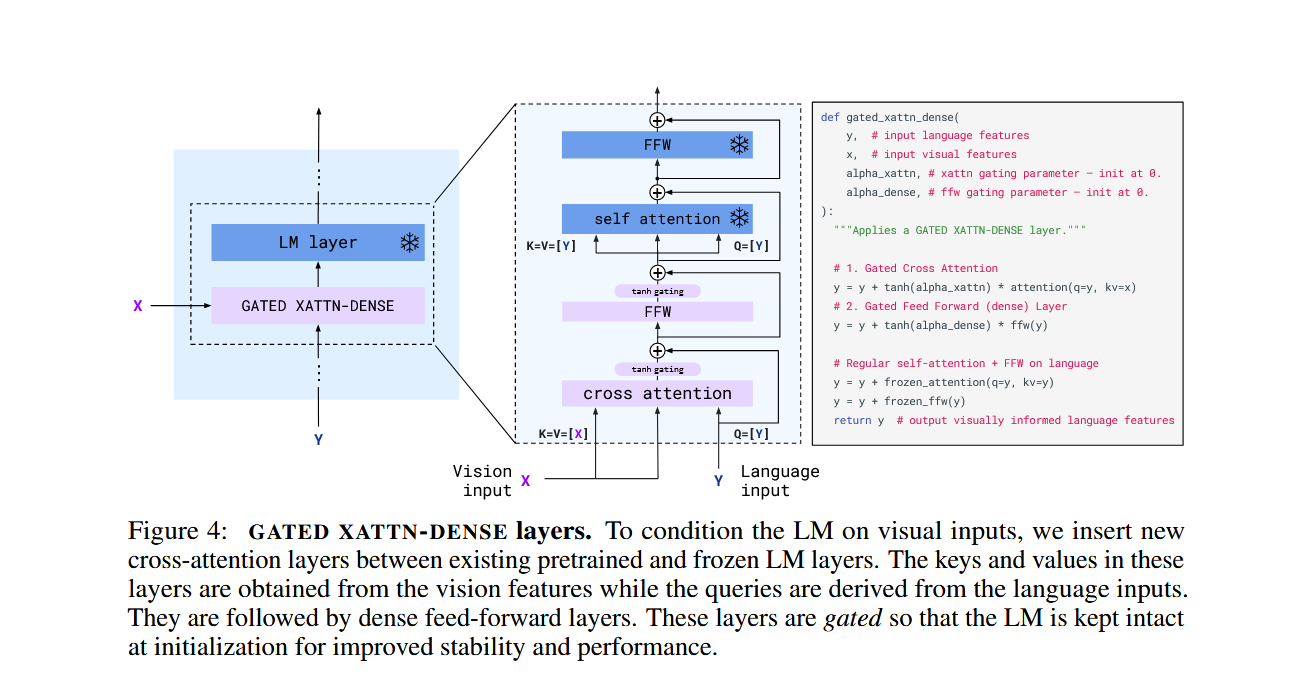 LM layer
X
GATED XATTN-DENSE
Y
FFW
self attention
K=V=[Y]
Q=[Y]
tanh gating
FFW
tanh gating
cross attention
K=V=[X]
Q=[Y]
Vision
input
X
Y
Language
input
def gated_xattn_dense(
y,  # input language features
x,  # input visual features
alpha_xattn, # xattn gating parameter – init at 0.
alpha_dense, # ffw gating parameter – init at 0.
):
"""Applies a GATED XATTN-DENSE layer."""
# 1. Gated Cross Attention
y = y + tanh(alpha_xattn) * attention(q=y, kv=x)
# 2. Gated Feed Forward (dense) Layer
y = y + tanh(alpha_dense) * ffw(y)
# Regular self-attention + FFW on language
y = y + frozen_attention(q=y, kv=y)
y = y + frozen_ffw(y)
return y  # output visually informed language features
Figure 4: GATED XATTN-DENSE layers. To condition the LM on visual inputs, we insert new
cross-attention layers between existing pretrained and frozen LM layers. The keys and values in these
layers are obtained from the vision features while the queries are derived from the language inputs.
They are followed by dense feed-forward layers. These layers are gated so that the LM is kept intact
at initialization for improved stability and performance.